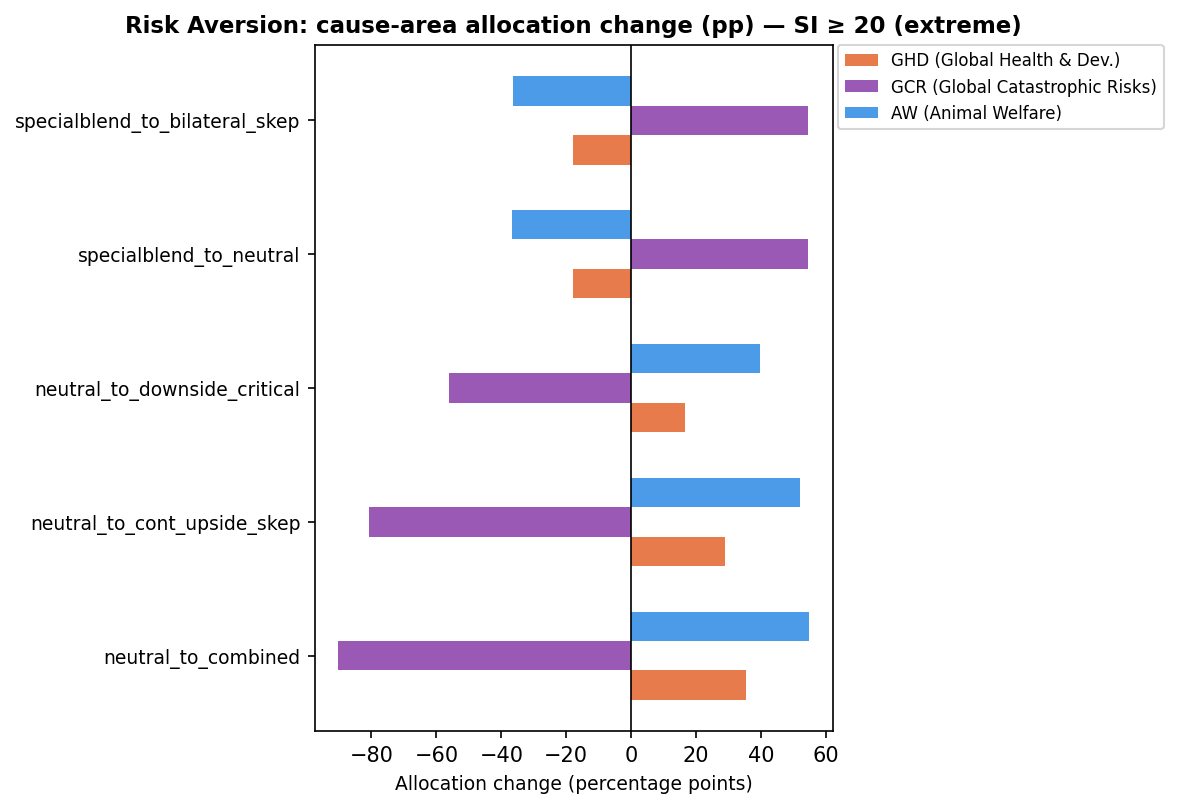 Risk Aversion: cause-area allocation change (pp) — SI ≥ 20 (extreme)
GHD (Global Health & Dev.)
GCR (Global Catastrophic Risks)
AW (Animal Welfare)
specialblend_to_bilateral_skep
specialblend_to_neutral
neutral_to_downside_critical
neutral_to_cont_upside_skep
neutral_to_combined
−80 −60 −40 −20 0 20 40 60
Allocation change (percentage points)